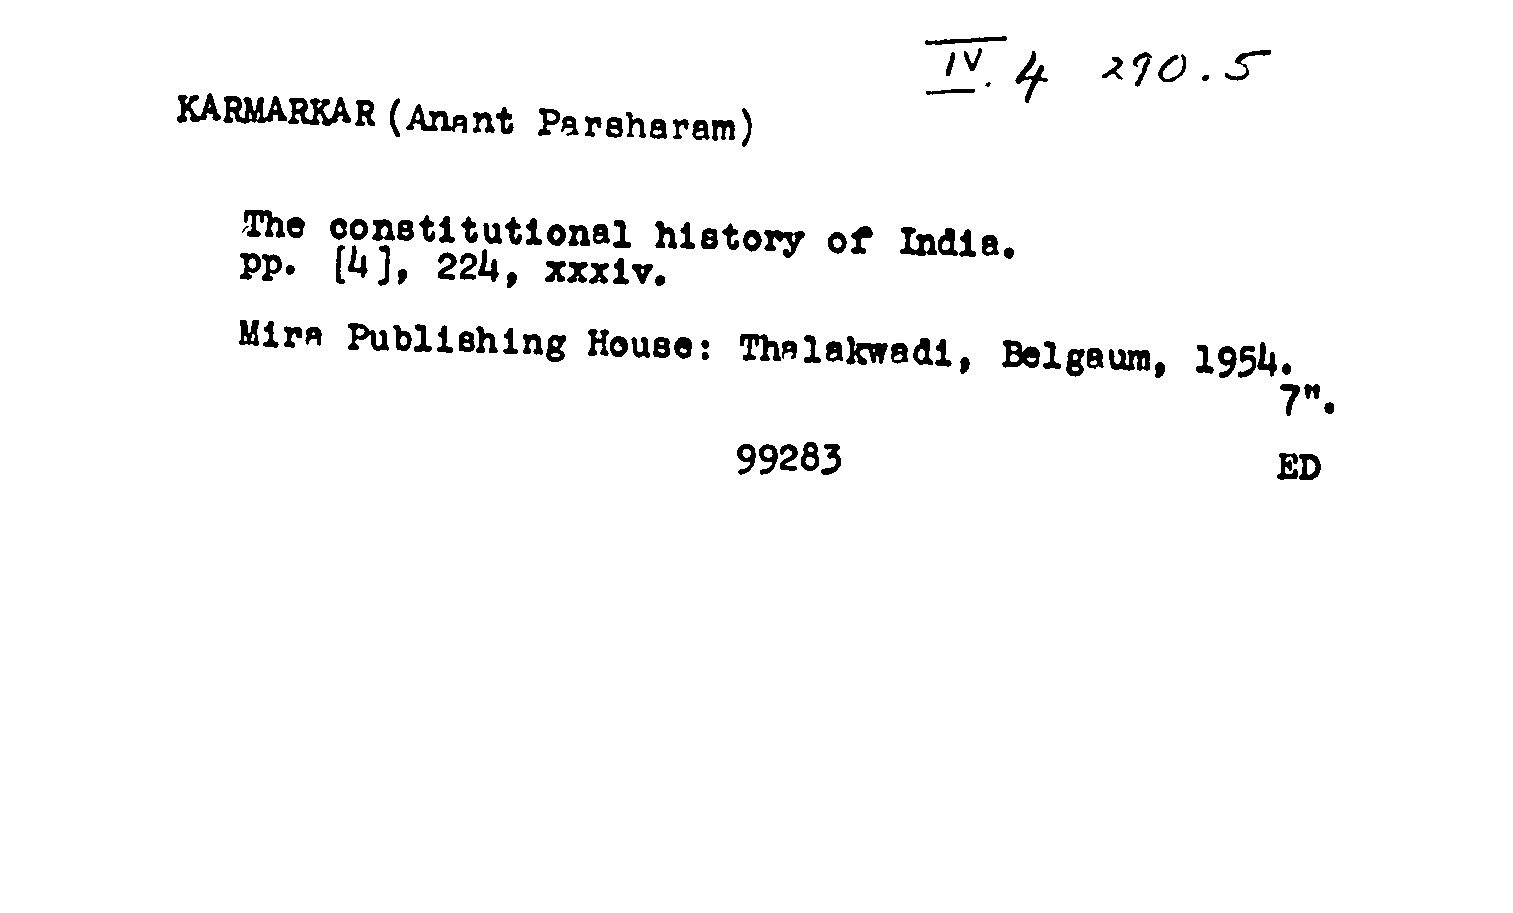 IV. 4 290.5
KARMARKAR (Anant Parsharam)
The constitutional history of India.
pp. [4], 224, xxxiv.
Mira Publishing House: Thalakwadi, Belgaum, 1954.
7".
99283 ED